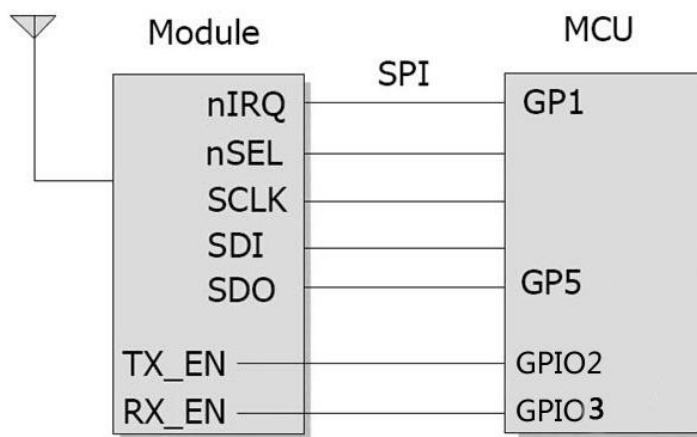 Module
MCU
SPI
nIRQ
GP1
nSEL
SCLK
SDI
SDO
GP5
TX_EN
GPIO2
RX_EN
GPIO3